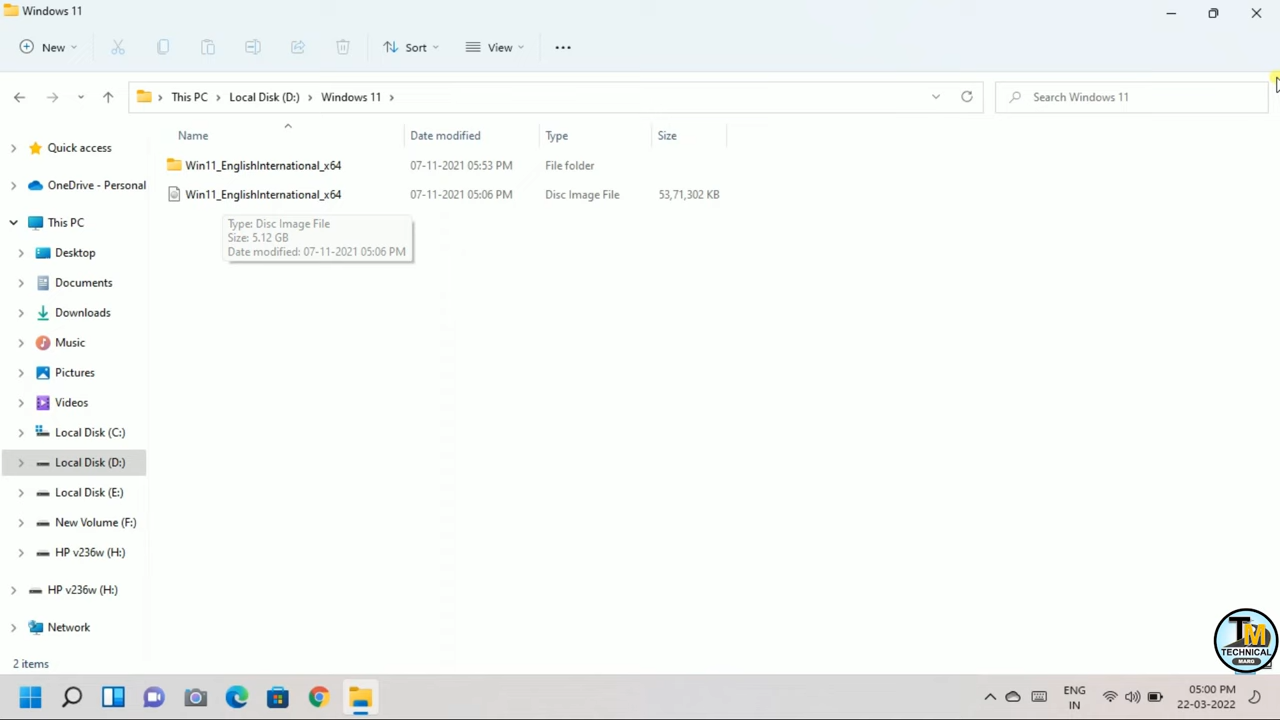 Windows 11
New
Sort
View
This PC > Local Disk (D:) > Windows 11 >
Search Windows 11
Name Date modified Type Size
Win11_EnglishInternational_x64 07-11-2021 05:53 PM File folder
Win11_EnglishInternational_x64 07-11-2021 05:06 PM Disc Image File 53,71,302 KB
Type: Disc Image File
Size: 5.12 GB
Date modified: 07-11-2021 05:06 PM
Quick access
OneDrive - Personal
This PC
Desktop
Documents
Downloads
Music
Pictures
Videos
Local Disk (C:)
Local Disk (D:)
Local Disk (E:)
New Volume (F:)
HP v236w (H:)
HP v236w (H:)
Network
2 items
TM
TECHNICAL
MARG
ENG
IN
05:00 PM
22-03-2022